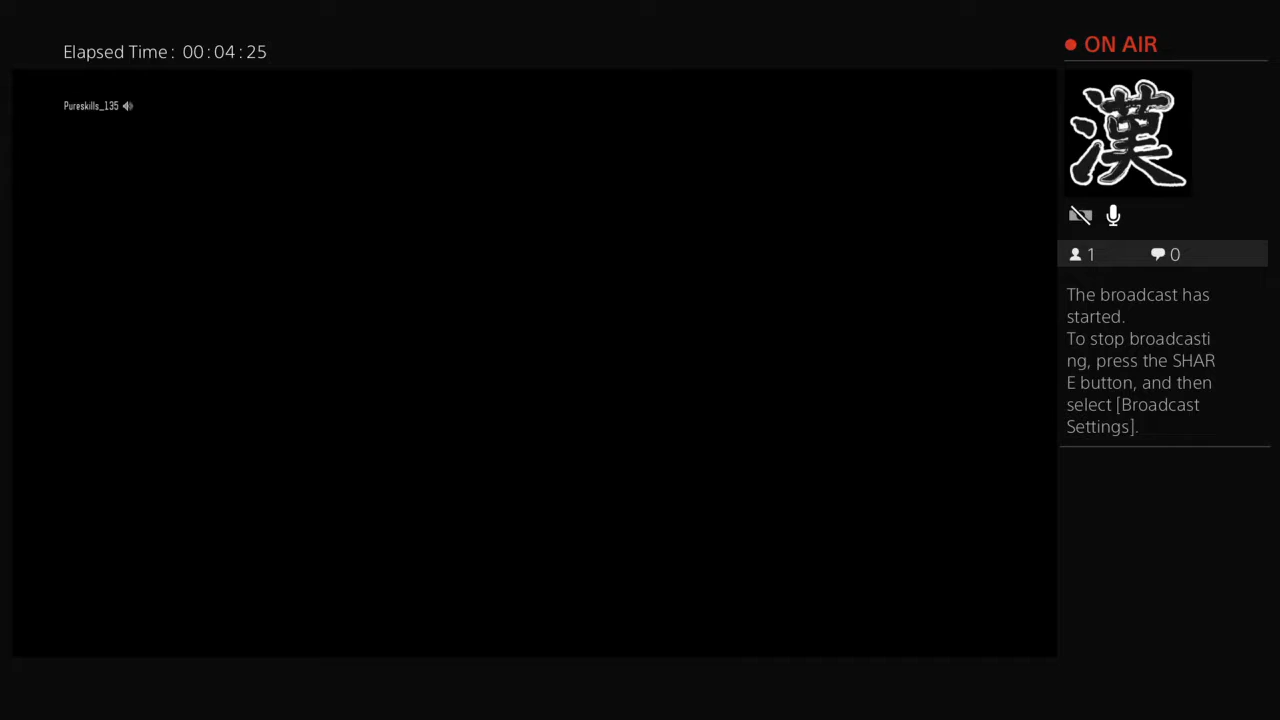 Elapsed Time: 00:04:25
ON AIR
Pureskills_135
漢
1 0
The broadcast has
started.
To stop broadcasti
ng, press the SHAR
E button, and then
select [Broadcast
Settings].